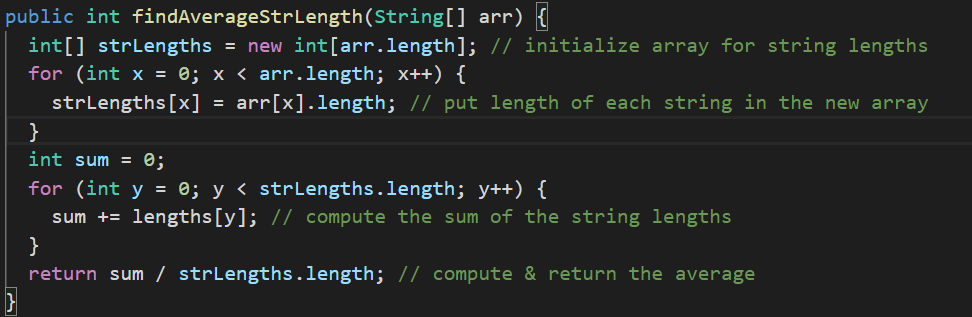 public int findAverageStrLength(String[] arr) {
int[] strLengths = new int[arr.length]; // initialize array for string lengths
for (int x = 0; x < arr.length; x++) {
strLengths[x] = arr[x].length; // put length of each string in the new array
}
int sum = 0;
for (int y = 0; y < strLengths.length; y++) {
sum += lengths[y]; // compute the sum of the string lengths
}
return sum / strLengths.length; // compute & return the average
}